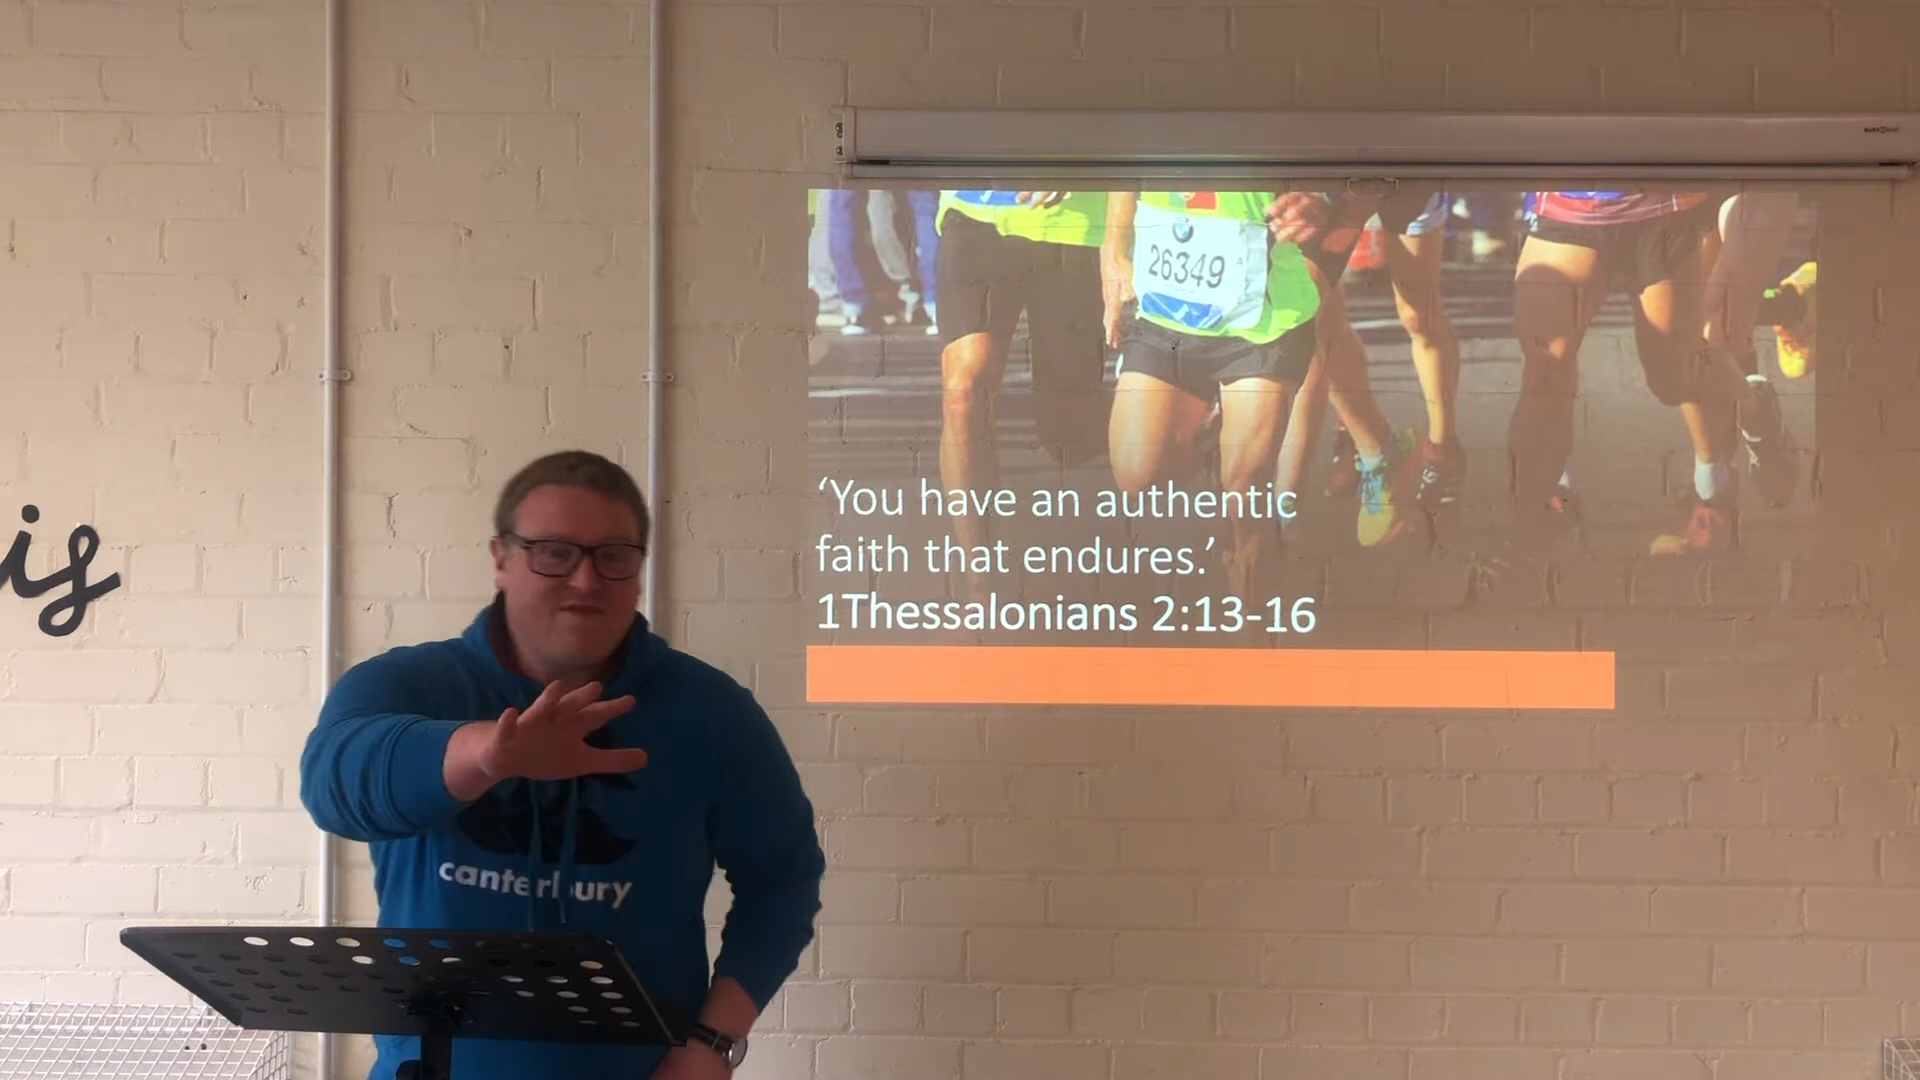 is
26349
‘You have an authentic
faith that endures.’
1Thessalonians 2:13-16
canterbury